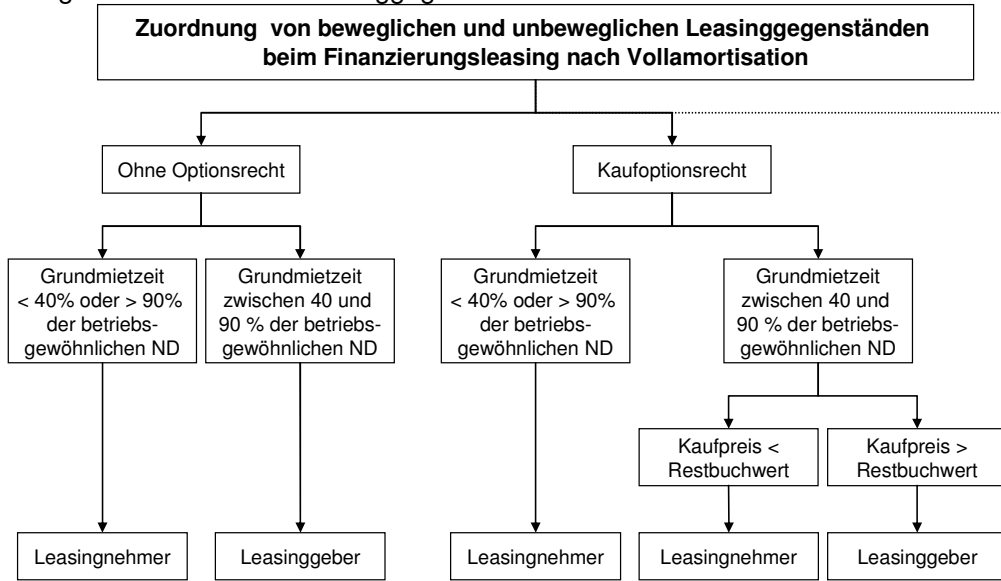 Zuordnung von beweglichen und unbeweglichen Leasinggegenständen
beim Finanzierungsleasing nach Vollamortisation
Ohne Optionsrecht
Kaufoptionsrecht
Grundmietzeit
< 40% oder > 90%
der betriebs-
gewöhnlichen ND
Grundmietzeit
zwischen 40 und
90 % der betriebs-
gewöhnlichen ND
Grundmietzeit
< 40% oder > 90%
der betriebs-
gewöhnlichen ND
Grundmietzeit
zwischen 40 und
90 % der betriebs-
gewöhnlichen ND
Kaufpreis <
Restbuchwert
Kaufpreis >
Restbuchwert
Leasingnehmer
Leasinggeber
Leasingnehmer
Leasingnehmer
Leasinggeber